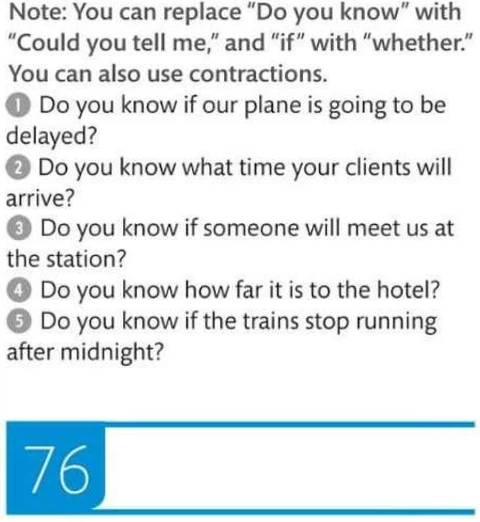 Note: You can replace “Do you know” with
“Could you tell me,” and “if” with “whether.”
You can also use contractions.
1 Do you know if our plane is going to be
delayed?
2 Do you know what time your clients will
arrive?
3 Do you know if someone will meet us at
the station?
4 Do you know how far it is to the hotel?
5 Do you know if the trains stop running
after midnight?
76